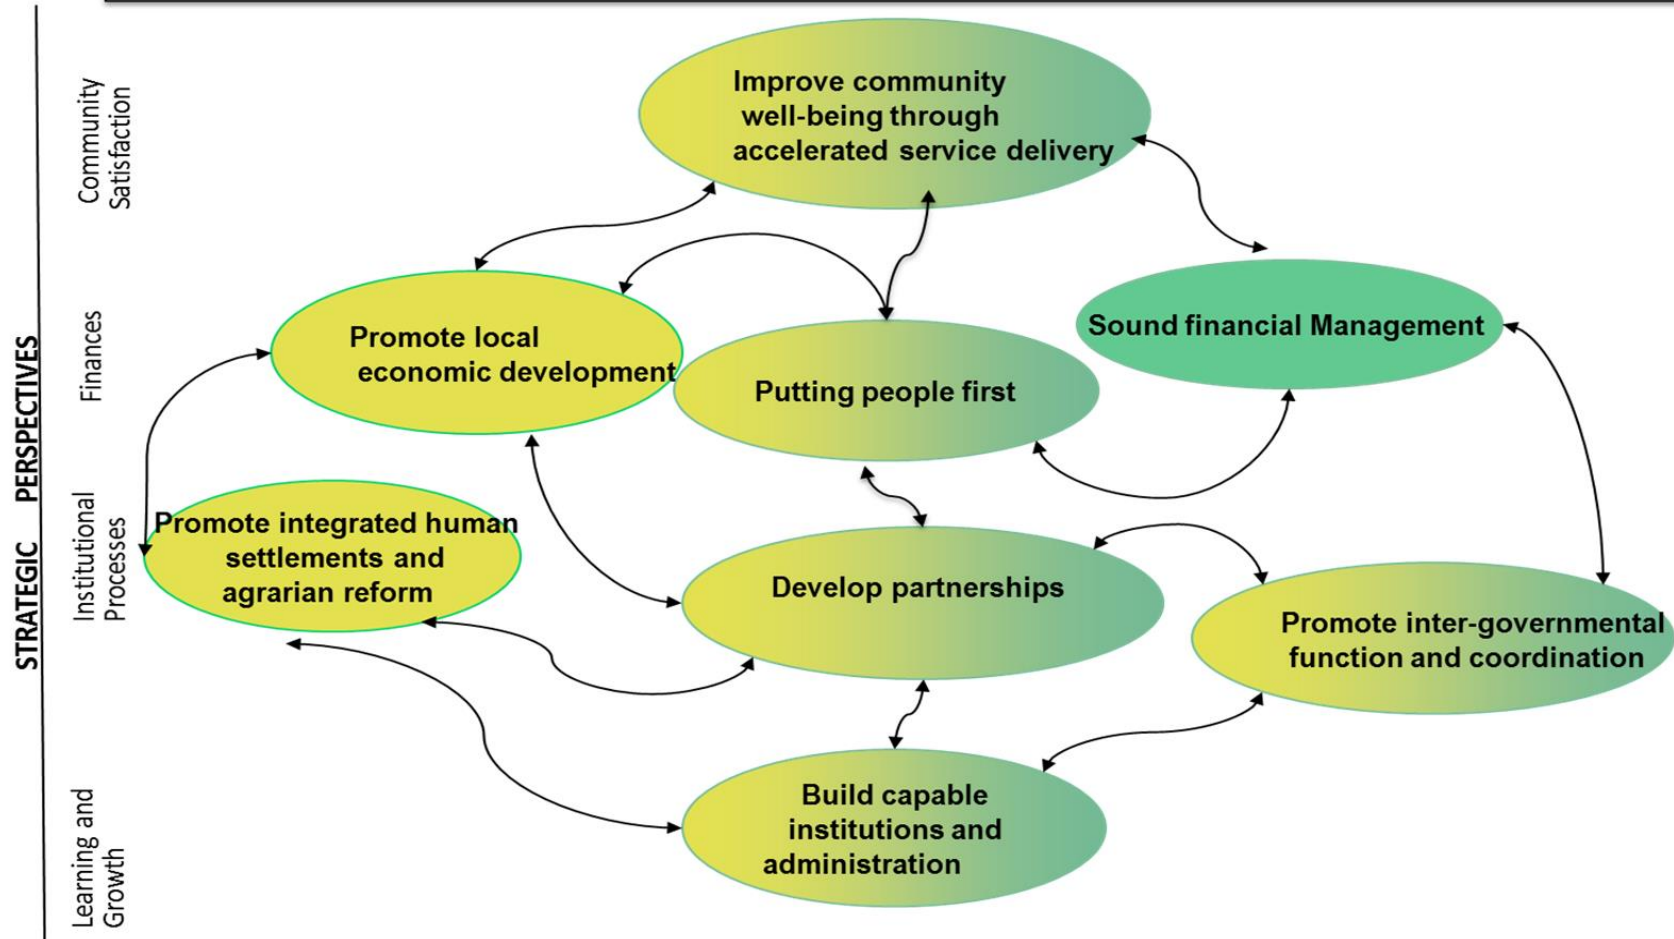 STRATEGIC PERSPECTIVES
Community
Satisfaction
Improve community
well-being through
accelerated service delivery
Finances
Promote local
economic development
Putting people first
Sound financial Management
Institutional
Processes
Promote integrated human
settlements and
agrarian reform
Develop partnerships
Promote inter-governmental
function and coordination
Learning and
Growth
Build capable
institutions and
administration